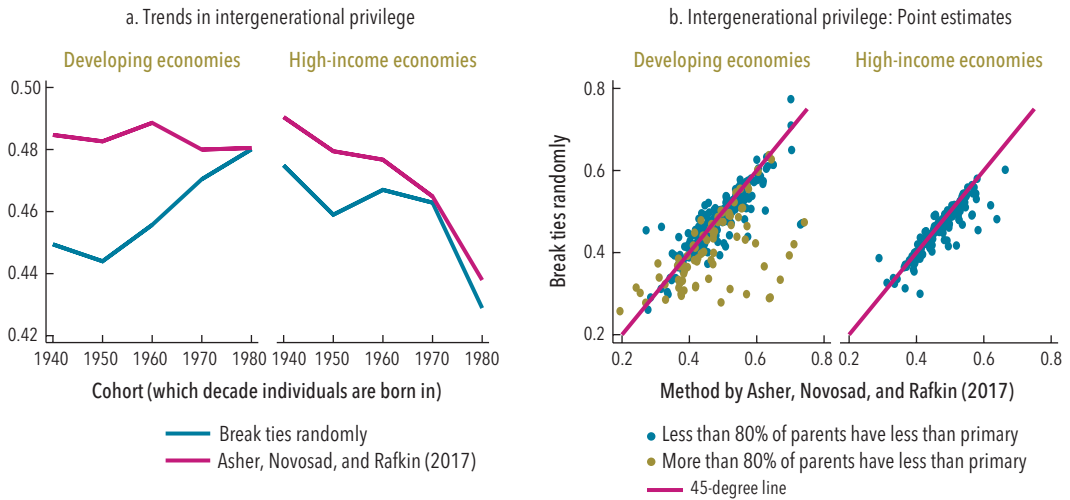 a. Trends in intergenerational privilege
Developing economies
High-income economies
0.50
0.48
0.46
0.44
0.42
1940 1950 1960 1970 1980
1940 1950 1960 1970 1980
Cohort (which decade individuals are born in)
Break ties randomly
Asher, Novosad, and Rafkin (2017)
b. Intergenerational privilege: Point estimates
Developing economies
High-income economies
Break ties randomly
0.8
0.6
0.4
0.2
0.2 0.4 0.6 0.8
0.2 0.4 0.6 0.8
Method by Asher, Novosad, and Rafkin (2017)
Less than 80% of parents have less than primary
More than 80% of parents have less than primary
45-degree line